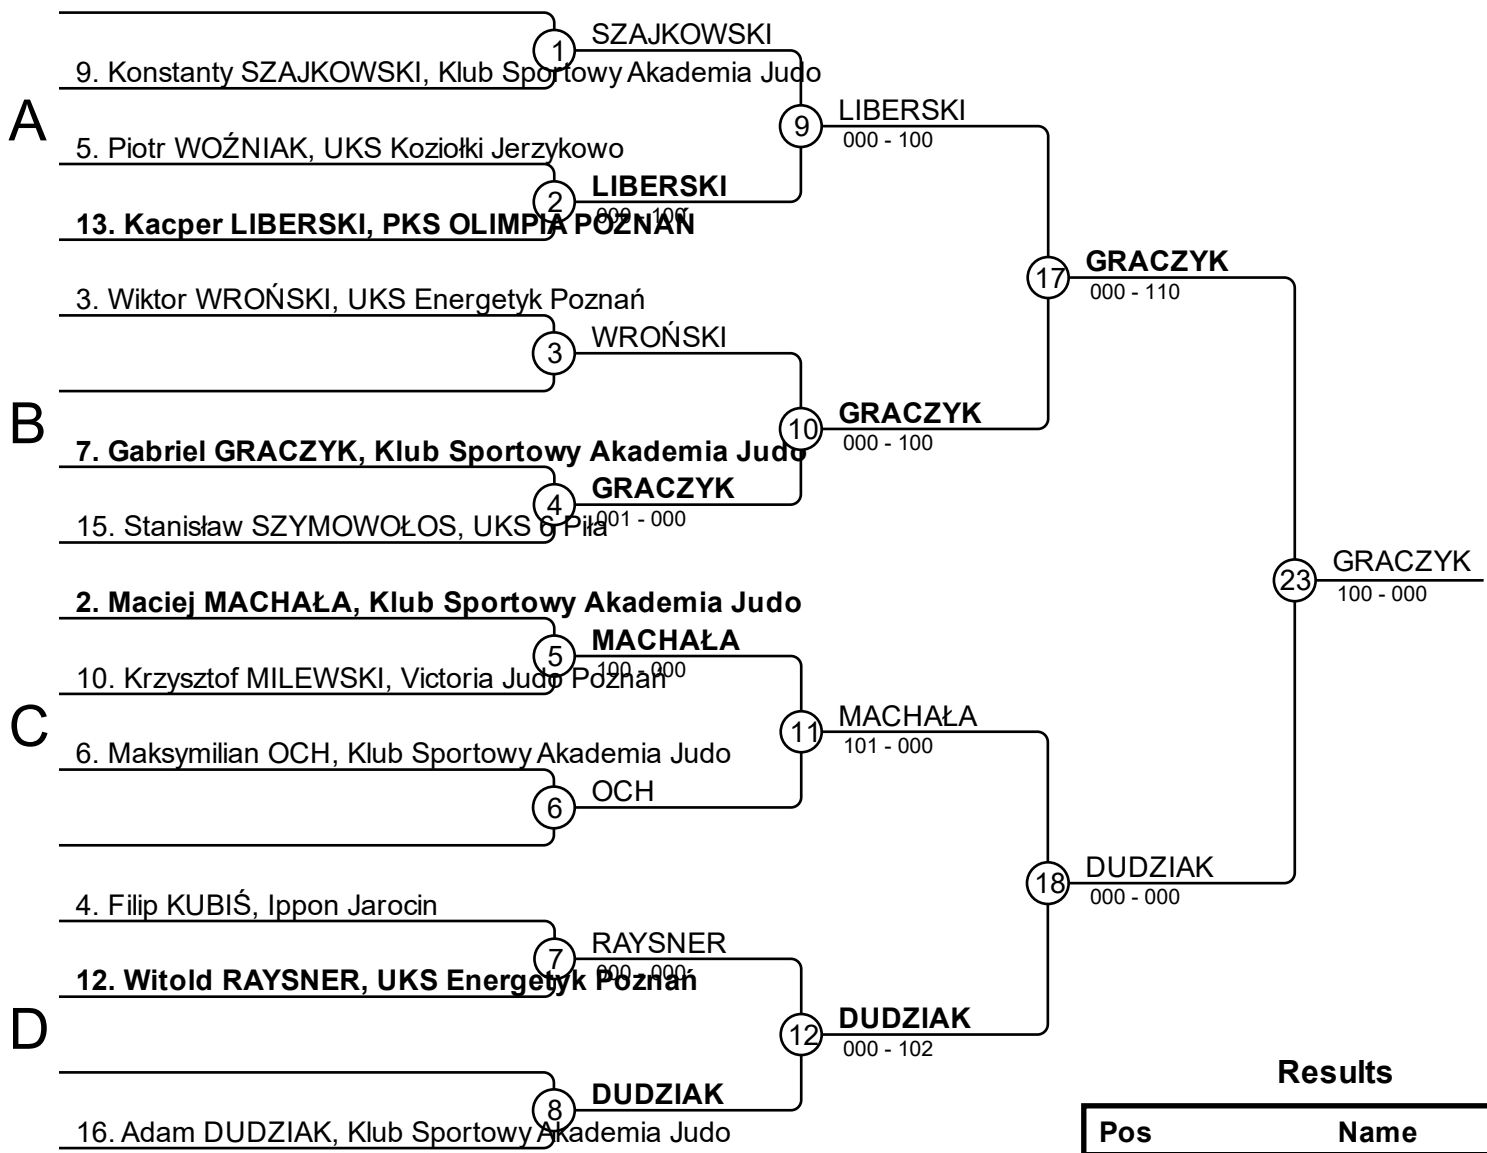 SZAJKOWSKI
1
9. Konstanty SZAJKOWSKI, Klub Sportowy Akademia Judo
A
LIBERSKI
9
000 - 100
5. Piotr WOŹNIAK, UKS Koziołki Jerzykowo
LIBERSKI
2
000 - 100
13. Kacper LIBERSKI, PKS OLIMPIA POZNAŃ
GRACZYK
17
000 - 110
3. Wiktor WROŃSKI, UKS Energetyk Poznań
WROŃSKI
3
B
GRACZYK
10
000 - 100
7. Gabriel GRACZYK, Klub Sportowy Akademia Judo
GRACZYK
4
001 - 000
15. Stanisław SZYMOWOŁOS, UKS 6 Piła
GRACZYK
23
100 - 000
2. Maciej MACHAŁA, Klub Sportowy Akademia Judo
MACHAŁA
5
100 - 000
10. Krzysztof MILEWSKI, Victoria Judo Poznań
C
MACHAŁA
11
101 - 000
6. Maksymilian OCH, Klub Sportowy Akademia Judo
OCH
6
DUDZIAK
18
000 - 000
4. Filip KUBIŚ, Ippon Jarocin
RAYSNER
7
000 - 000
12. Witold RAYSNER, UKS Energetyk Poznań
D
DUDZIAK
12
000 - 102
DUDZIAK
8
16. Adam DUDZIAK, Klub Sportowy Akademia Judo
Results
Pos Name